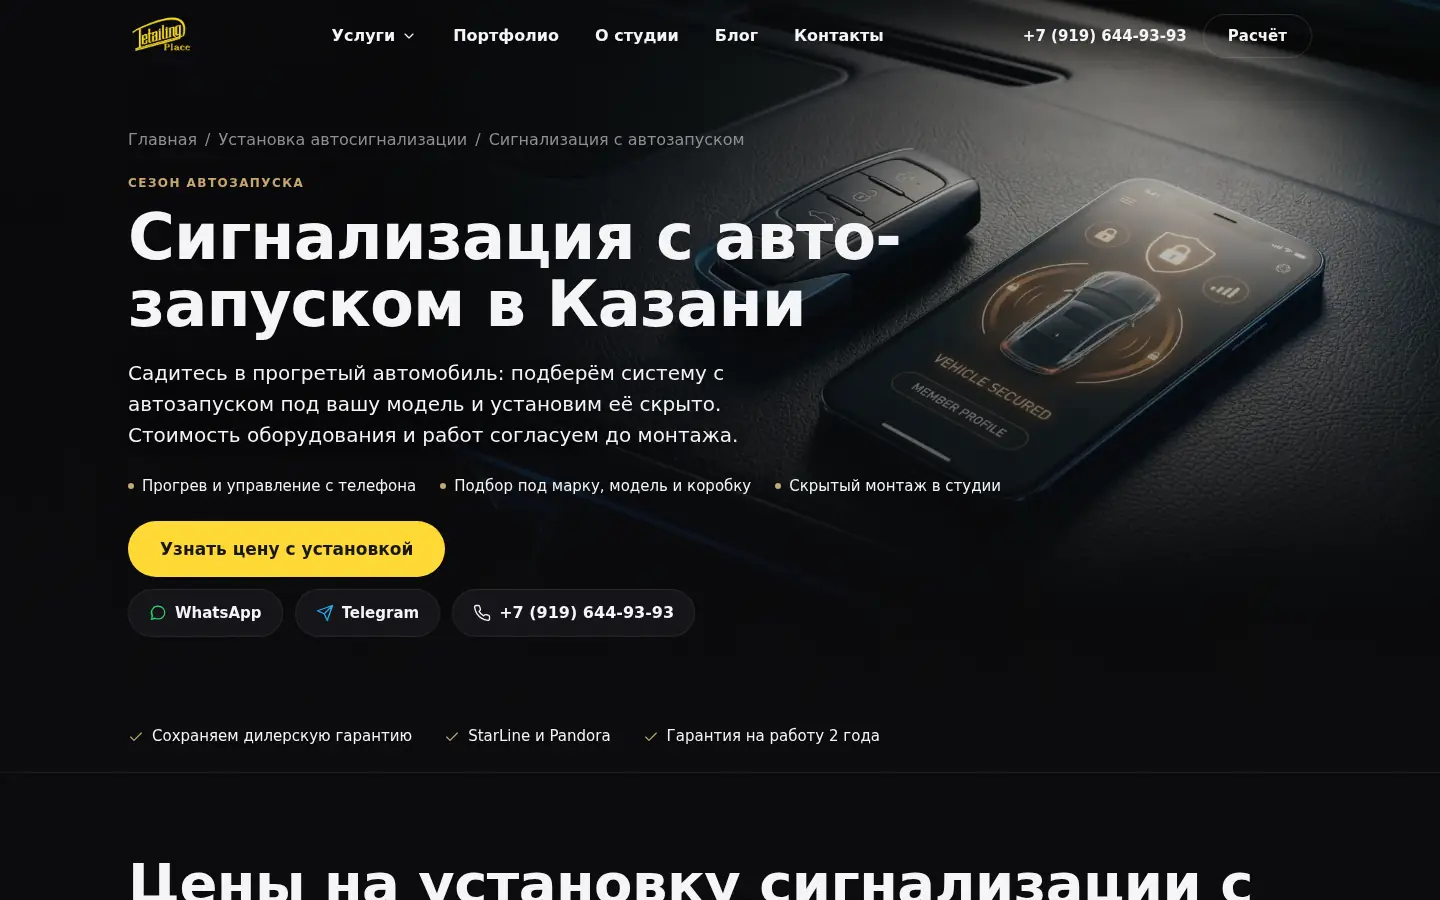 Detailing
Place
Услуги
Портфолио
О студии
Блог
Контакты
+7 (919) 644-93-93
Расчёт
Главная / Установка автосигнализации / Сигнализация с автозапуском
СЕЗОН АВТОЗАПУСКА
Сигнализация с авто-
запуском в Казани
Садитесь в прогретый автомобиль: подберём систему с
автозапуском под вашу модель и установим её скрыто.
Стоимость оборудования и работ согласуем до монтажа.
VEHICLE SECURED
MEMBER PROFILE
Прогрев и управление с телефона
Подбор под марку, модель и коробку
Скрытый монтаж в студии
Узнать цену с установкой
WhatsApp
Telegram
+7 (919) 644-93-93
Сохраняем дилерскую гарантию
StarLine и Pandora
Гарантия на работу 2 года
Цены на установку сигнализации с